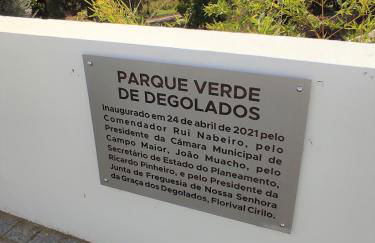 PARQUE VERDE
DE DEGOLADOS
Inaugurado em 24 de abril de 2021 pelo
Comendador Rui Nabeiro, pelo
Presidente da Câmara Municipal de
Campo Maior, João Muacho, pelo
Secretário de Estado do Planeamento,
Ricardo Pinheiro, e pelo Presidente da
Junta de Freguesia de Nossa Senhora
da Graça dos Degolados, Florival Cirilo.